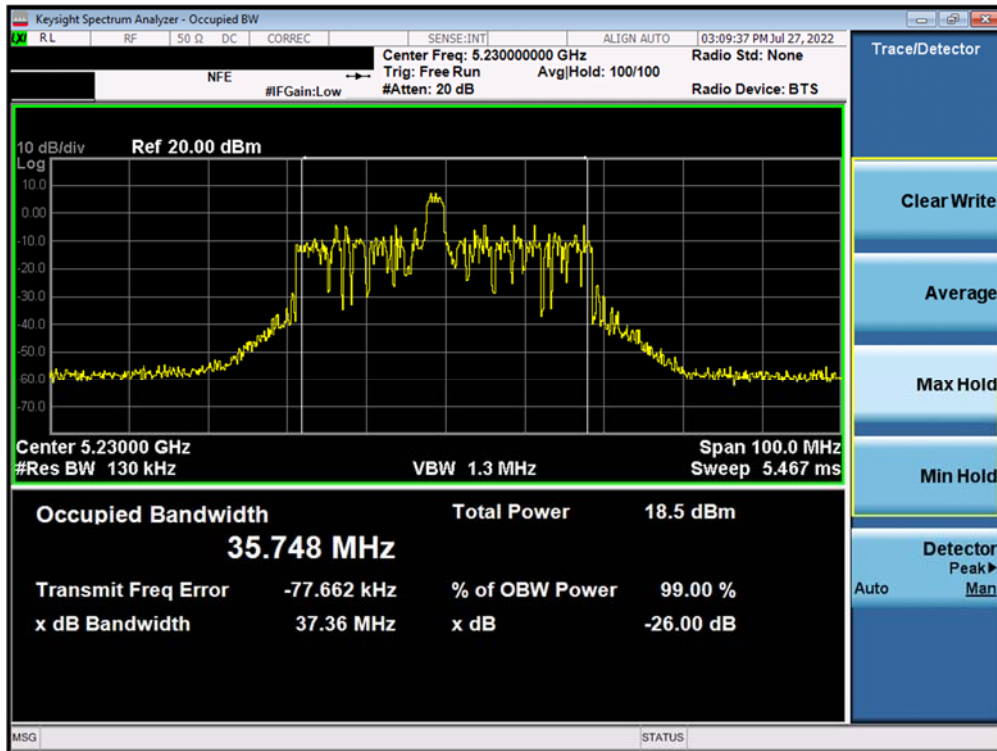 Keysight Spectrum Analyzer - Occupied BW
LXI RL RF 50 Ω DC CORREC SENSE:INT ALIGN AUTO 03:09:37 PM Jul 27, 2022
Center Freq: 5.230000000 GHz Radio Std: None
NFE Trig: Free Run Avg|Hold: 100/100
#IFGain:Low #Atten: 20 dB Radio Device: BTS
10 dB/div Ref 20.00 dBm
Log
10.0
0.00
-10.0
-20.0
-30.0
-40.0
-50.0
-60.0
-70.0
Center 5.23000 GHz Span 100.0 MHz
#Res BW 130 kHz VBW 1.3 MHz Sweep 5.467 ms
Occupied Bandwidth Total Power 18.5 dBm
35.748 MHz
Transmit Freq Error -77.662 kHz % of OBW Power 99.00 %
x dB Bandwidth 37.36 MHz x dB -26.00 dB
MSG STATUS
Trace/Detector
Clear Write
Average
Max Hold
Min Hold
Detector
Peak▶
Auto Man